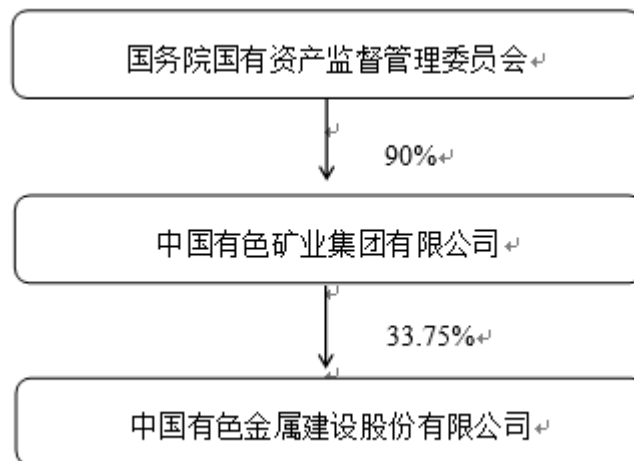 国务院国有资产监督管理委员会
90%
中国有色矿业集团有限公司
33.75%
中国有色金属建设股份有限公司